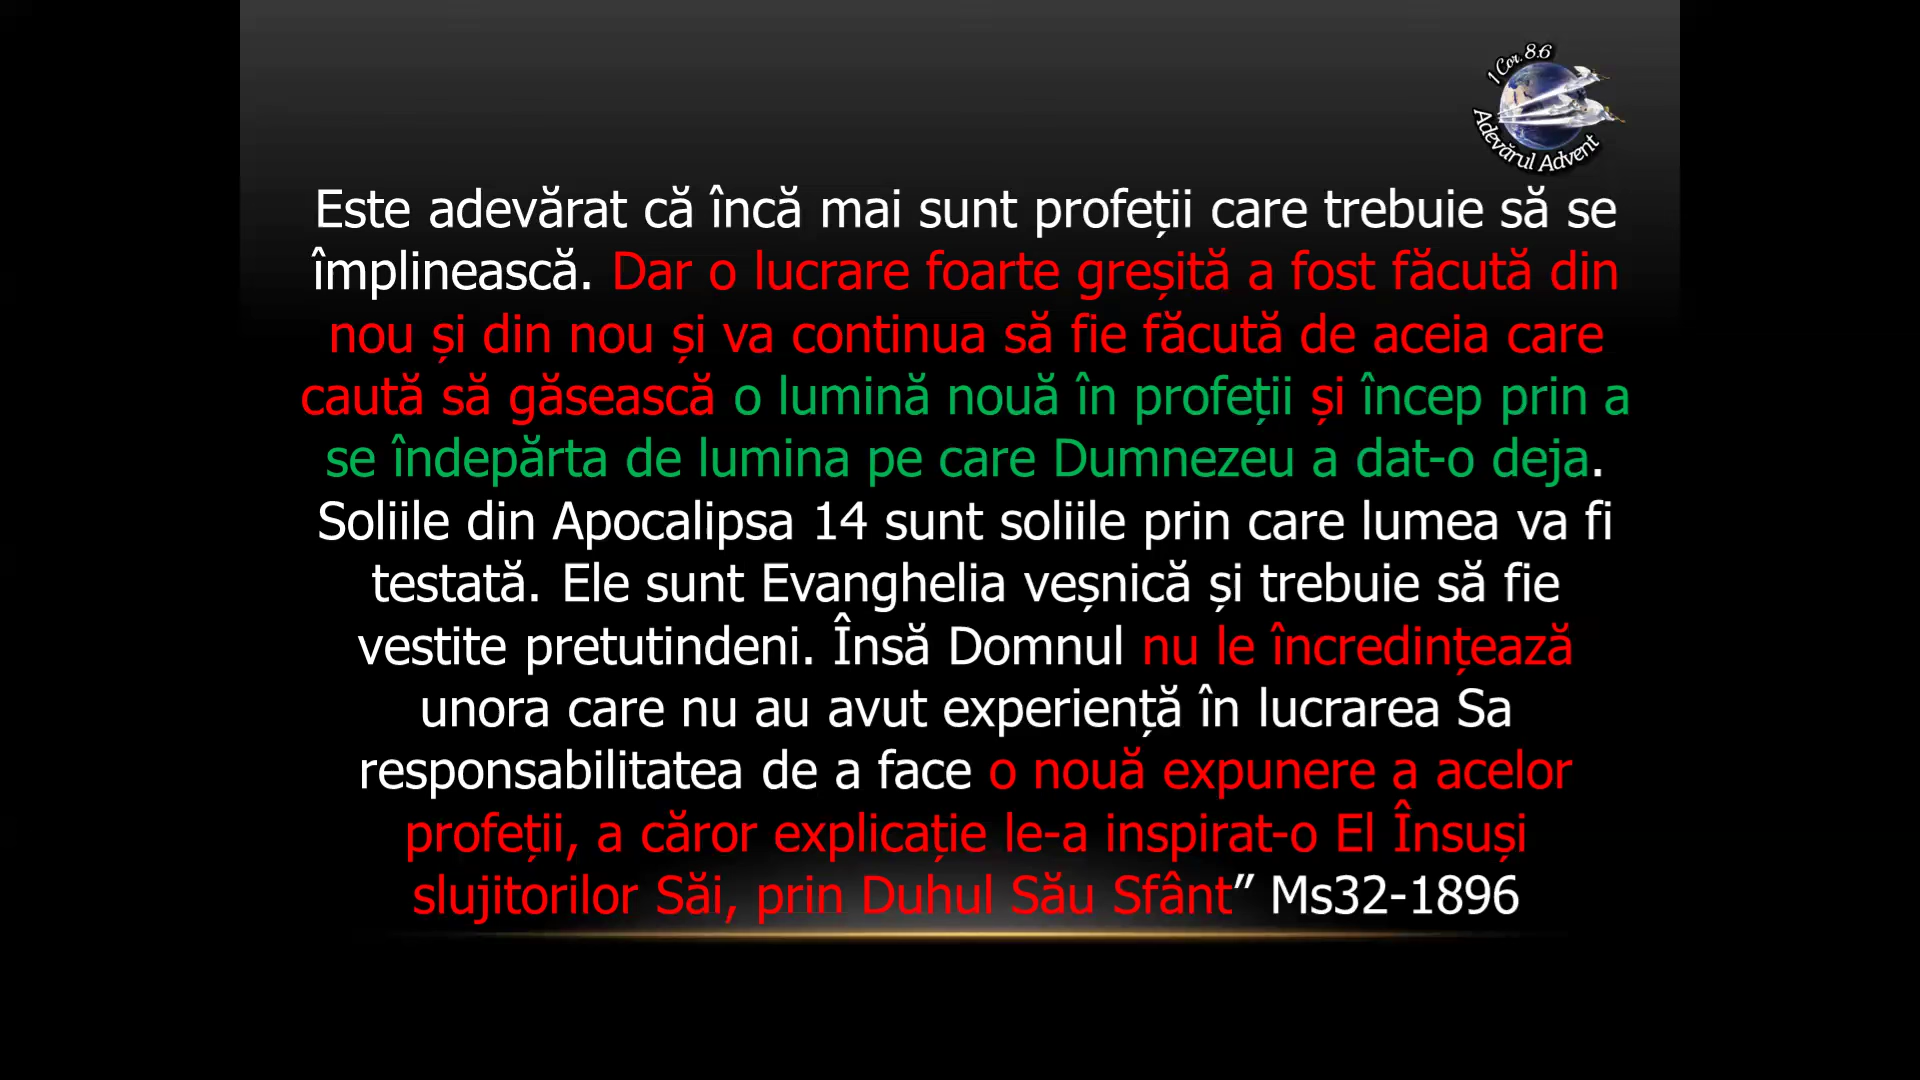 1 Cor. 8:6
Adevărul Advent
Este adevărat că încă mai sunt profeții care trebuie să se
împlinească. Dar o lucrare foarte greșită a fost făcută din
nou și din nou și va continua să fie făcută de aceia care
caută să găsească o lumină nouă în profeții și încep prin a
se îndepărta de lumina pe care Dumnezeu a dat-o deja.
Soliile din Apocalipsa 14 sunt soliile prin care lumea va fi
testată. Ele sunt Evanghelia veșnică și trebuie să fie
vestite pretutindeni. Însă Domnul nu le încredințează
unora care nu au avut experiență în lucrarea Sa
responsabilitatea de a face o nouă expunere a acelor
profeții, a căror explicație le-a inspirat-o El Însuși
slujitorilor Săi, prin Duhul Său Sfânt” Ms32-1896